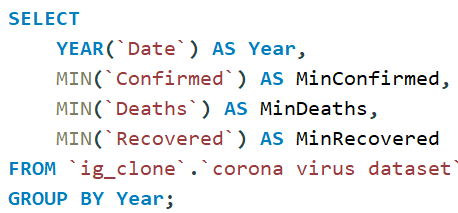 SELECT
YEAR(`Date`) AS Year,
MIN(`Confirmed`) AS MinConfirmed,
MIN(`Deaths`) AS MinDeaths,
MIN(`Recovered`) AS MinRecovered
FROM `ig_clone`.`corona virus dataset`
GROUP BY Year;